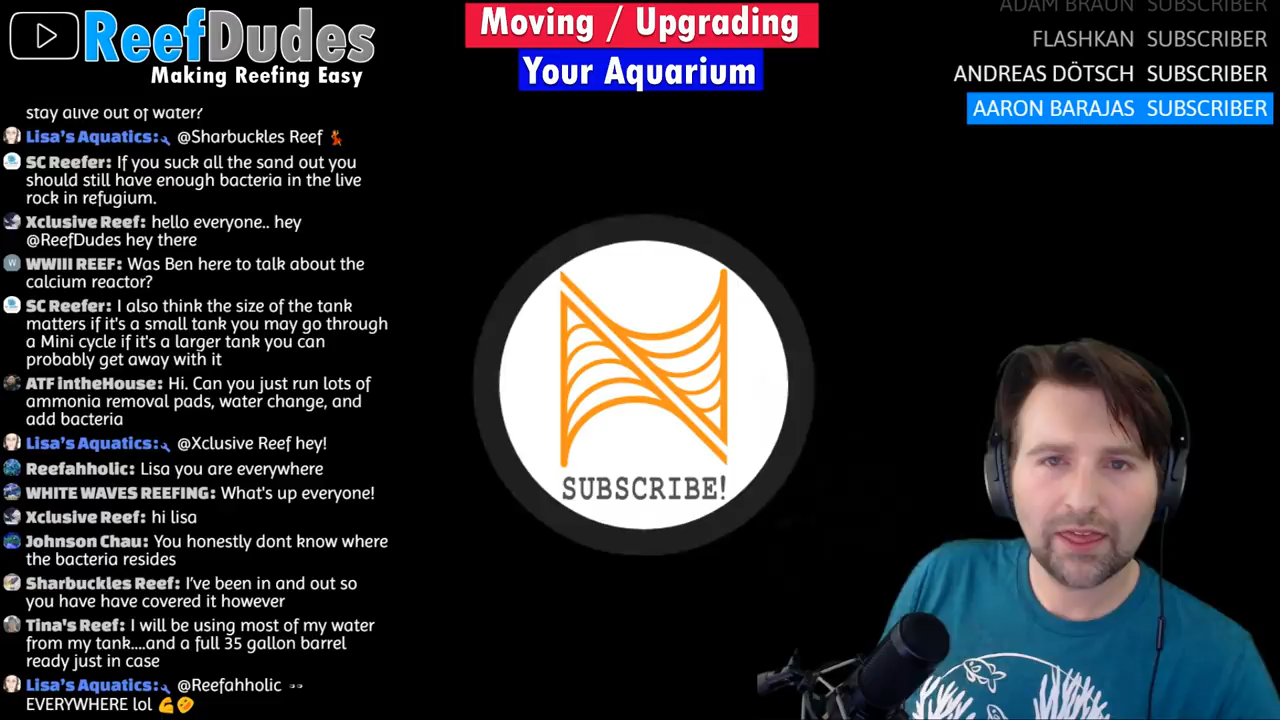 ReefDudes
Making Reefing Easy
Moving / Upgrading
Your Aquarium
ADAM BRAUN SUBSCRIBER
FLASHKAN SUBSCRIBER
ANDREAS DÖTSCH SUBSCRIBER
AARON BARAJAS SUBSCRIBER
stay alive out of water?
Lisa's Aquatics: @Sharbuckles Reef 💃
SC Reefer: If you suck all the sand out you
should still have enough bacteria in the live
rock in refugium.
Xclusive Reef: hello everyone.. hey
@ReefDudes hey there
W
WWIII REEF: Was Ben here to talk about the
calcium reactor?
SC Reefer: I also think the size of the tank
matters if it's a small tank you may go through
a Mini cycle if it's a larger tank you can
probably get away with it
ATF intheHouse: Hi. Can you just run lots of
ammonia removal pads, water change, and
add bacteria
Lisa's Aquatics: @Xclusive Reef hey!
Reefahholic: Lisa you are everywhere
WHITE WAVES REEFING: What's up everyone!
Xclusive Reef: hi lisa
Johnson Chau: You honestly dont know where
the bacteria resides
Sharbuckles Reef: I've been in and out so
you have have covered it however
Tina's Reef: I will be using most of my water
from my tank....and a full 35 gallon barrel
ready just in case
Lisa's Aquatics: @Reefahholic 👀
EVERYWHERE lol 💪🤣
SUBSCRIBE!